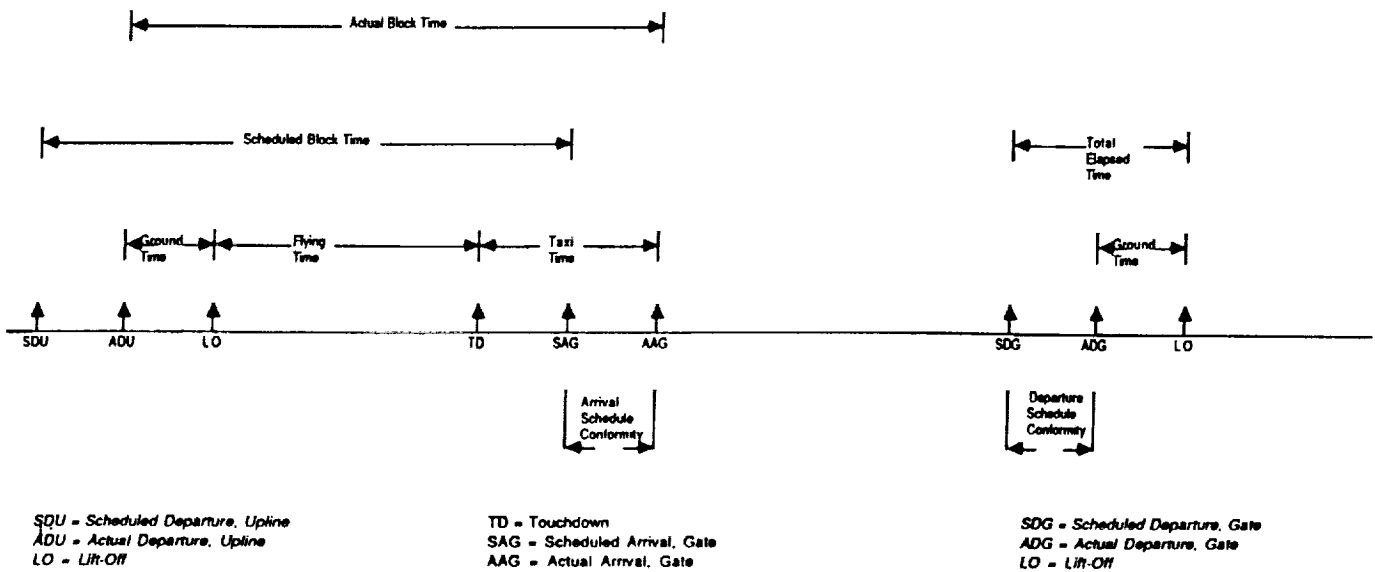 Actual Block Time
Scheduled Block Time
Total
Elapsed
Time
Ground
Time
Flying
Time
Taxi
Time
Ground
Time
SDU ADU LO TD SAG AAG SDG ADG LO
Arrival
Schedule
Conformity
Departure
Schedule
Conformity
SDU = Scheduled Departure, Upline
ADU = Actual Departure, Upline
LO = Lift-Off
TD = Touchdown
SAG = Scheduled Arrival, Gate
AAG = Actual Arrival, Gate
SDG = Scheduled Departure, Gate
ADG = Actual Departure, Gate
LO = Lift-Off